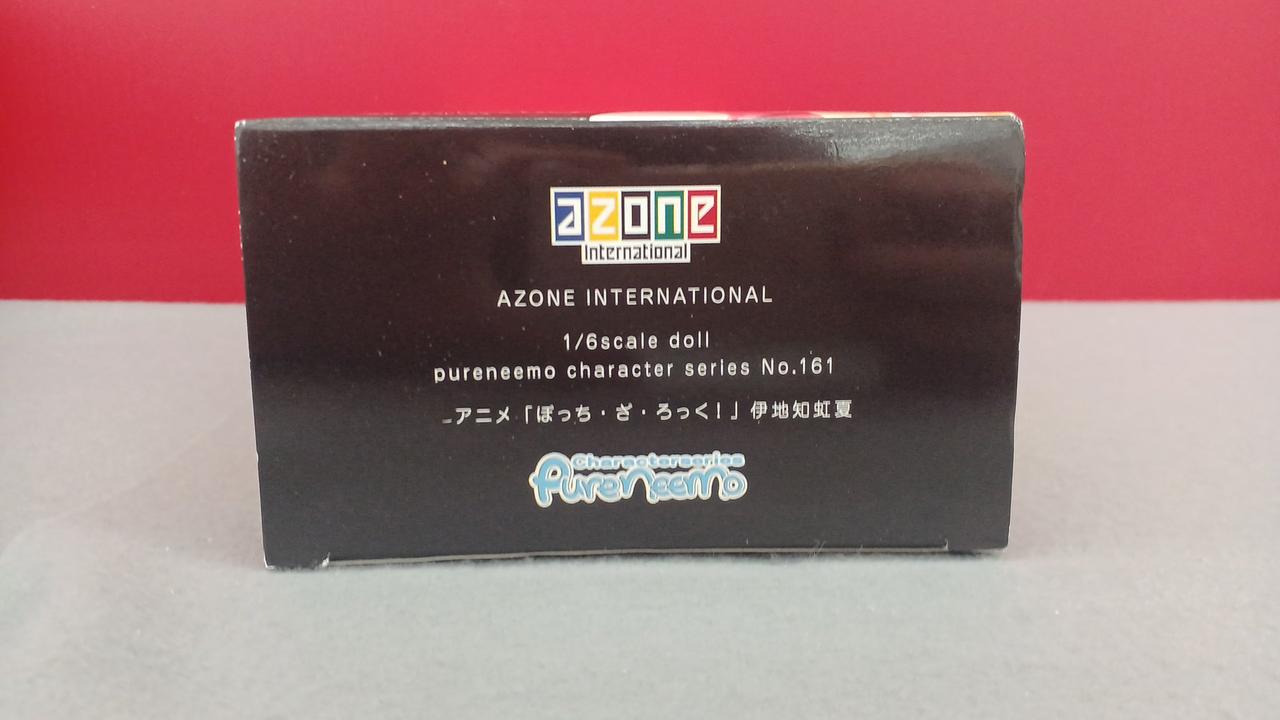 azone
International
AZONE INTERNATIONAL
1/6scale doll
pureneemo character series No.161
アニメ「ぼっち・ざ・ろっく!」伊地知虹夏
Characterseries
PureNeemo